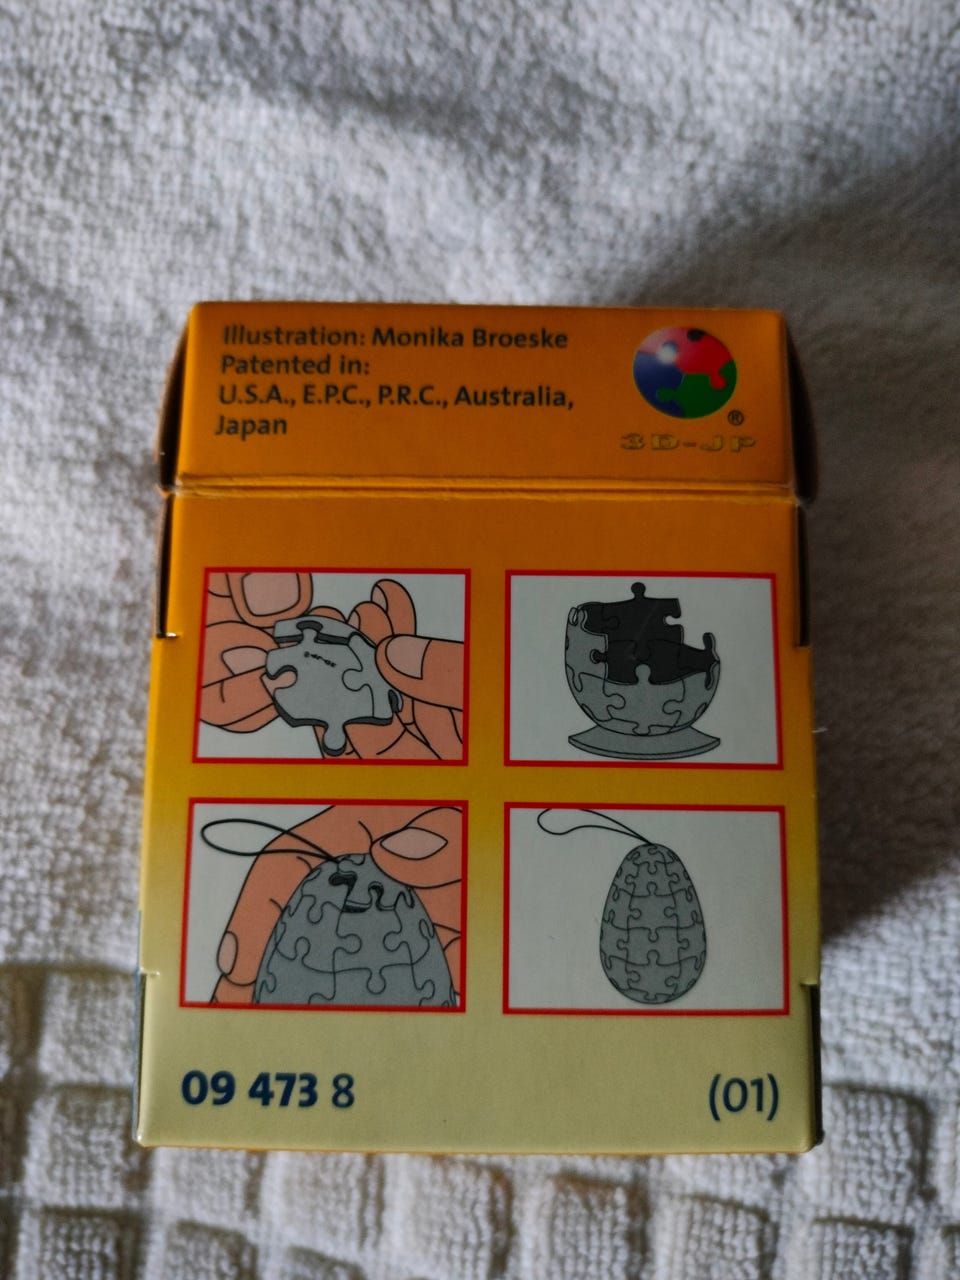 Illustration: Monika Broeske
Patented in:
U.S.A., E.P.C., P.R.C., Australia,
Japan
®
3D-JP
09 473 8
(01)